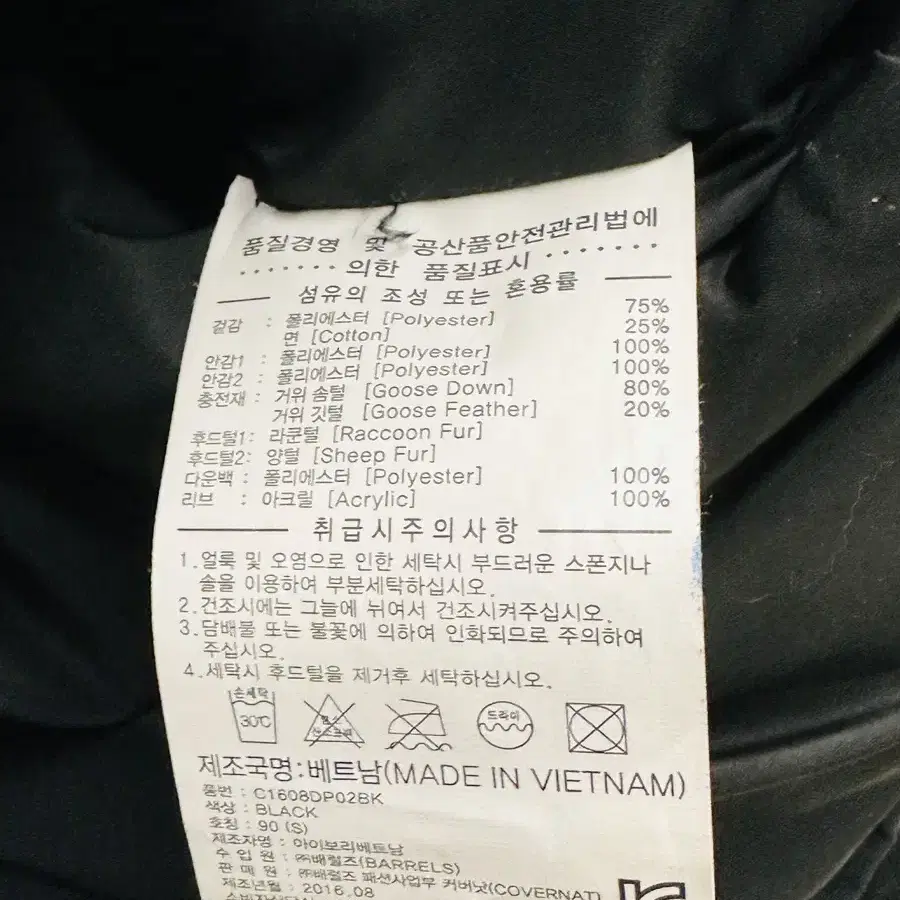 품질경영 및 공산품안전관리법에
······· 의한 품질표시 ·······
섬유의 조성 또는 혼용률
겉감 : 폴리에스터 [Polyester] 75%
면 [Cotton] 25%
안감1 : 폴리에스터 [Polyester] 100%
안감2 : 폴리에스터 [Polyester] 100%
충전재 : 거위 솜털 [Goose Down] 80%
거위 깃털 [Goose Feather] 20%
후드털1: 라쿤털 [Raccoon Fur]
후드털2: 양털 [Sheep Fur]
다운백 : 폴리에스터 [Polyester] 100%
리브 : 아크릴 [Acrylic] 100%
취급시주의사항
1.얼룩 및 오염으로 인한 세탁시 부드러운 스폰지나
솔을 이용하여 부분세탁하십시오.
2.건조시에는 그늘에 뉘여서 건조시켜주십시오.
3.담배불 또는 불꽃에 의하여 인화되므로 주의하여
주십시오.
4.세탁시 후드털을 제거후 세탁하십시오.
손세탁
30℃
염소
산소표백
드라이
제조국명:베트남(MADE IN VIETNAM)
품번 : C1608DP02BK
색상 : BLACK
호칭 : 90 (S)
제조자명 : 아이보리베트남
수 입 원 : ㈜배럴즈(BARRELS)
판 매 원 : ㈜배럴즈 패션사업부 커버낫(COVERNAT)
제조년월 : 2016.08